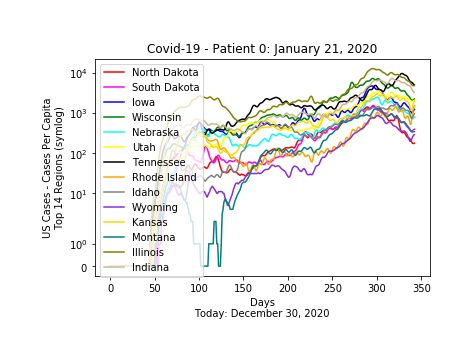 Covid-19 - Patient 0: January 21, 2020
US Cases - Cases Per Capita
Top 14 Regions (symlog)
10⁴
10³
10²
10¹
10⁰
0
North Dakota
South Dakota
Iowa
Wisconsin
Nebraska
Utah
Tennessee
Rhode Island
Idaho
Wyoming
Kansas
Montana
Illinois
Indiana
0 50 100 150 200 250 300 350
Days
Today: December 30, 2020